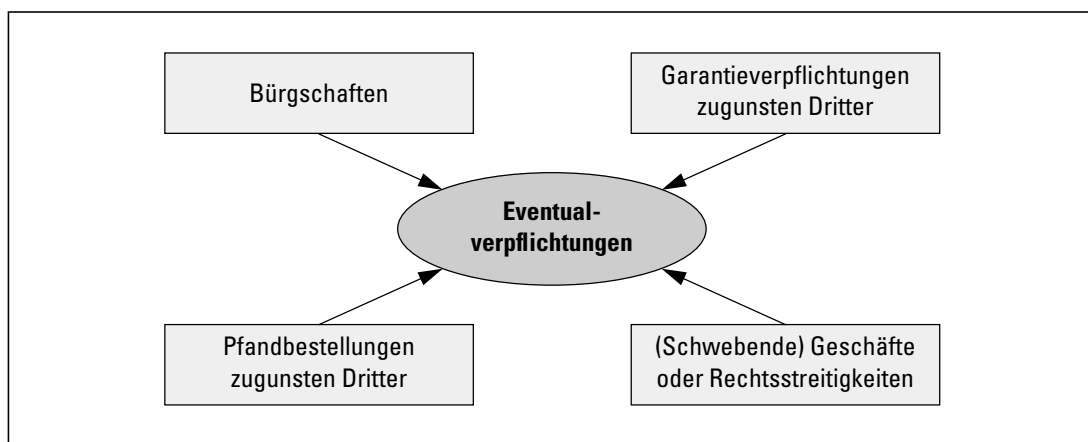 Bürgschaften
Garantieverpflichtungen
zugunsten Dritter
Eventual-
verpflichtungen
Pfandbestellungen
zugunsten Dritter
(Schwebende) Geschäfte
oder Rechtsstreitigkeiten